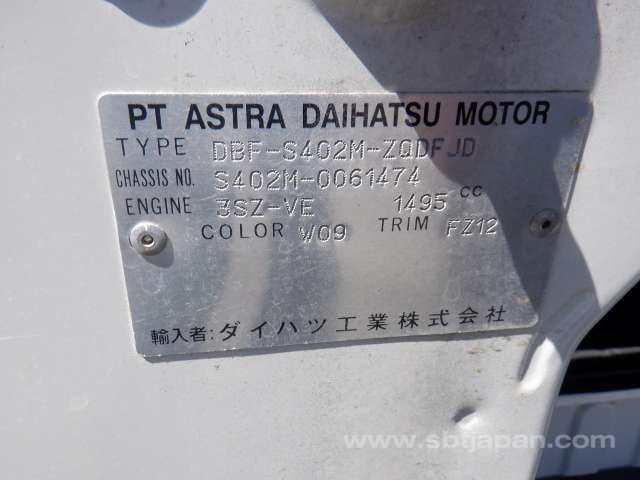 PT ASTRA DAIHATSU MOTOR
TYPE DBF-S402M-ZQDFJD
CHASSIS NO. S402M-0061474
ENGINE 3SZ-VE 1495 cc
COLOR W09 TRIM FZ12
輸入者: ダイハツ工業株式会社
www.sbtjapan.com